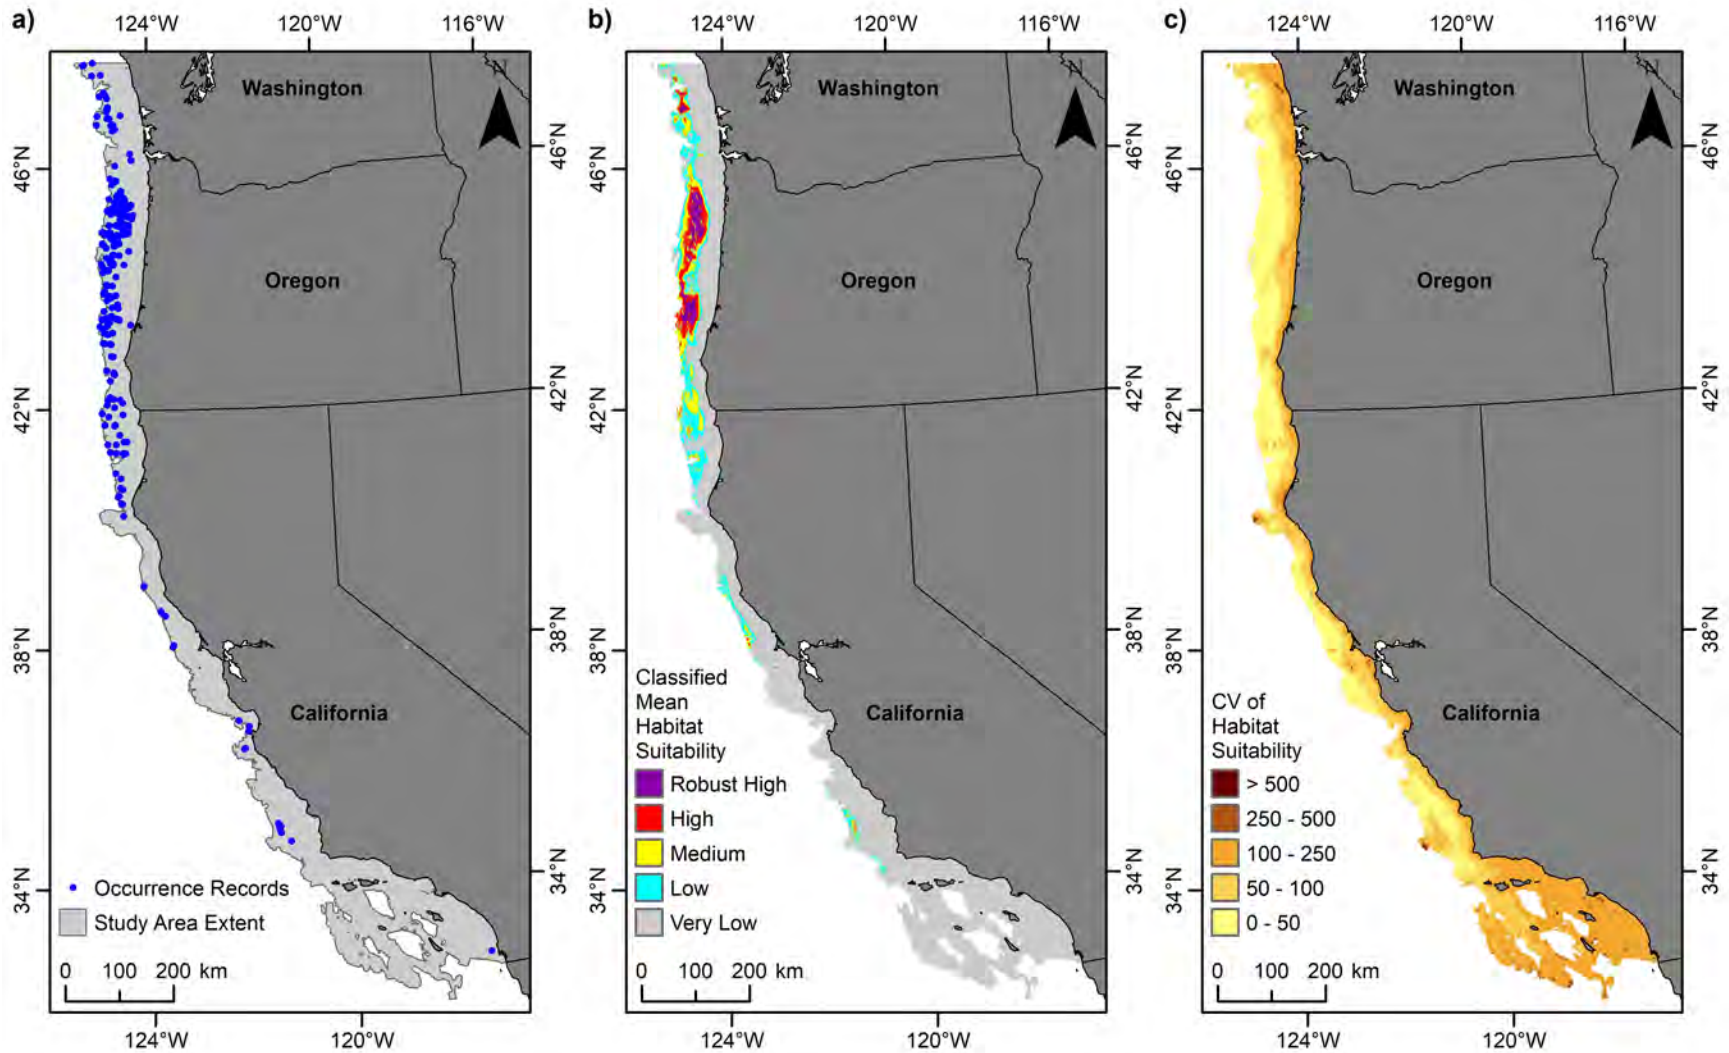 a)
124°W 120°W 116°W
Washington
N
46°N
46°N
Oregon
42°N
42°N
38°N
38°N
California
34°N
34°N
Occurrence Records
Study Area Extent
0 100 200 km
124°W 120°W
b)
124°W 120°W 116°W
Washington
N
46°N
46°N
Oregon
42°N
42°N
38°N
38°N
Classified
Mean
Habitat
Suitability
California
Robust High
High
Medium
Low
Very Low
34°N
34°N
0 100 200 km
124°W 120°W
c)
124°W 120°W 116°W
Washington
N
46°N
46°N
Oregon
42°N
42°N
38°N
38°N
CV of
Habitat
Suitability
California
> 500
250 - 500
100 - 250
50 - 100
0 - 50
34°N
34°N
0 100 200 km
124°W 120°W